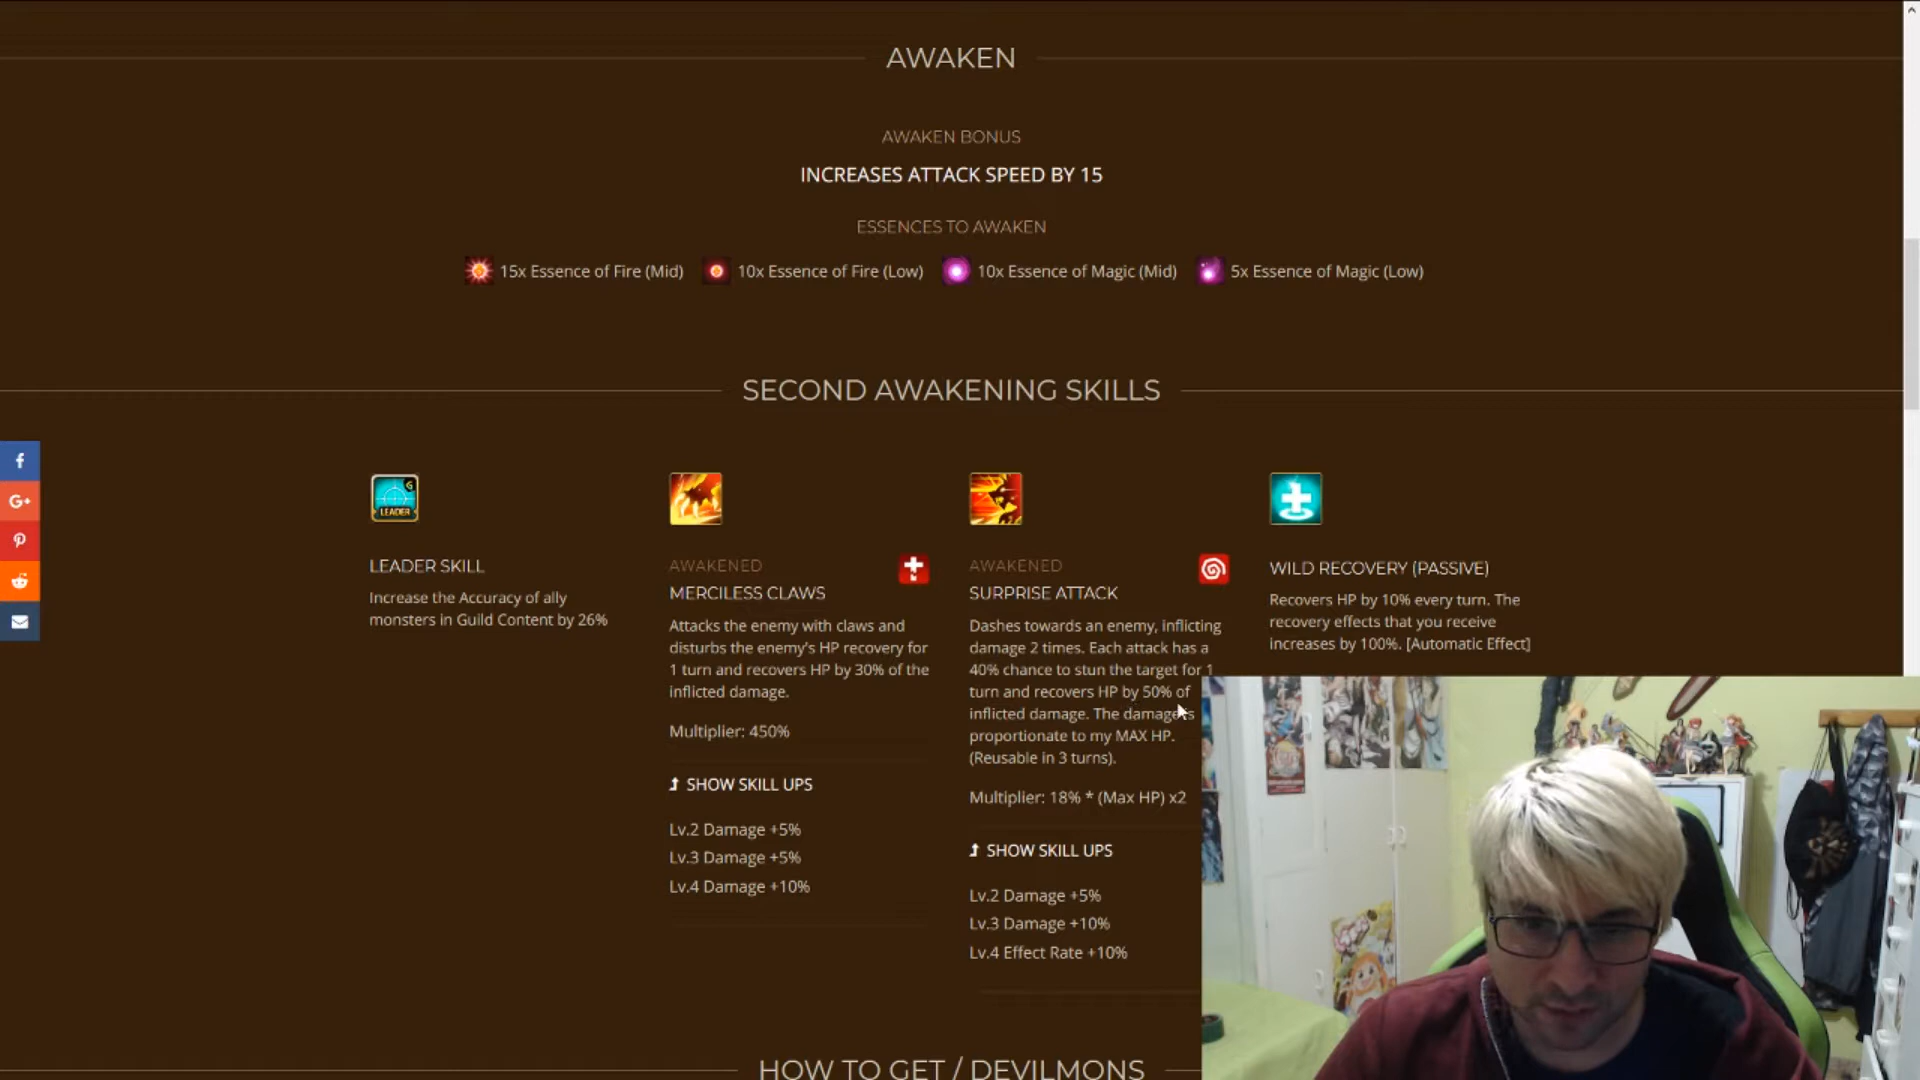 AWAKEN
AWAKEN BONUS
INCREASES ATTACK SPEED BY 15
ESSENCES TO AWAKEN
15x Essence of Fire (Mid) 10x Essence of Fire (Low) 10x Essence of Magic (Mid) 5x Essence of Magic (Low)
SECOND AWAKENING SKILLS
G
LEADER
LEADER SKILL
Increase the Accuracy of ally
monsters in Guild Content by 26%
AWAKENED
MERCILESS CLAWS
Attacks the enemy with claws and
disturbs the enemy's HP recovery for
1 turn and recovers HP by 30% of the
inflicted damage.
Multiplier: 450%
SHOW SKILL UPS
Lv.2 Damage +5%
Lv.3 Damage +5%
Lv.4 Damage +10%
AWAKENED
SURPRISE ATTACK
Dashes towards an enemy, inflicting
damage 2 times. Each attack has a
40% chance to stun the target for 1
turn and recovers HP by 50% of
inflicted damage. The damage is
proportionate to my MAX HP.
(Reusable in 3 turns).
Multiplier: 18% * (Max HP) x2
SHOW SKILL UPS
Lv.2 Damage +5%
Lv.3 Damage +10%
Lv.4 Effect Rate +10%
WILD RECOVERY (PASSIVE)
Recovers HP by 10% every turn. The
recovery effects that you receive
increases by 100%. [Automatic Effect]
f
G+
HOW TO GET / DEVILMONS